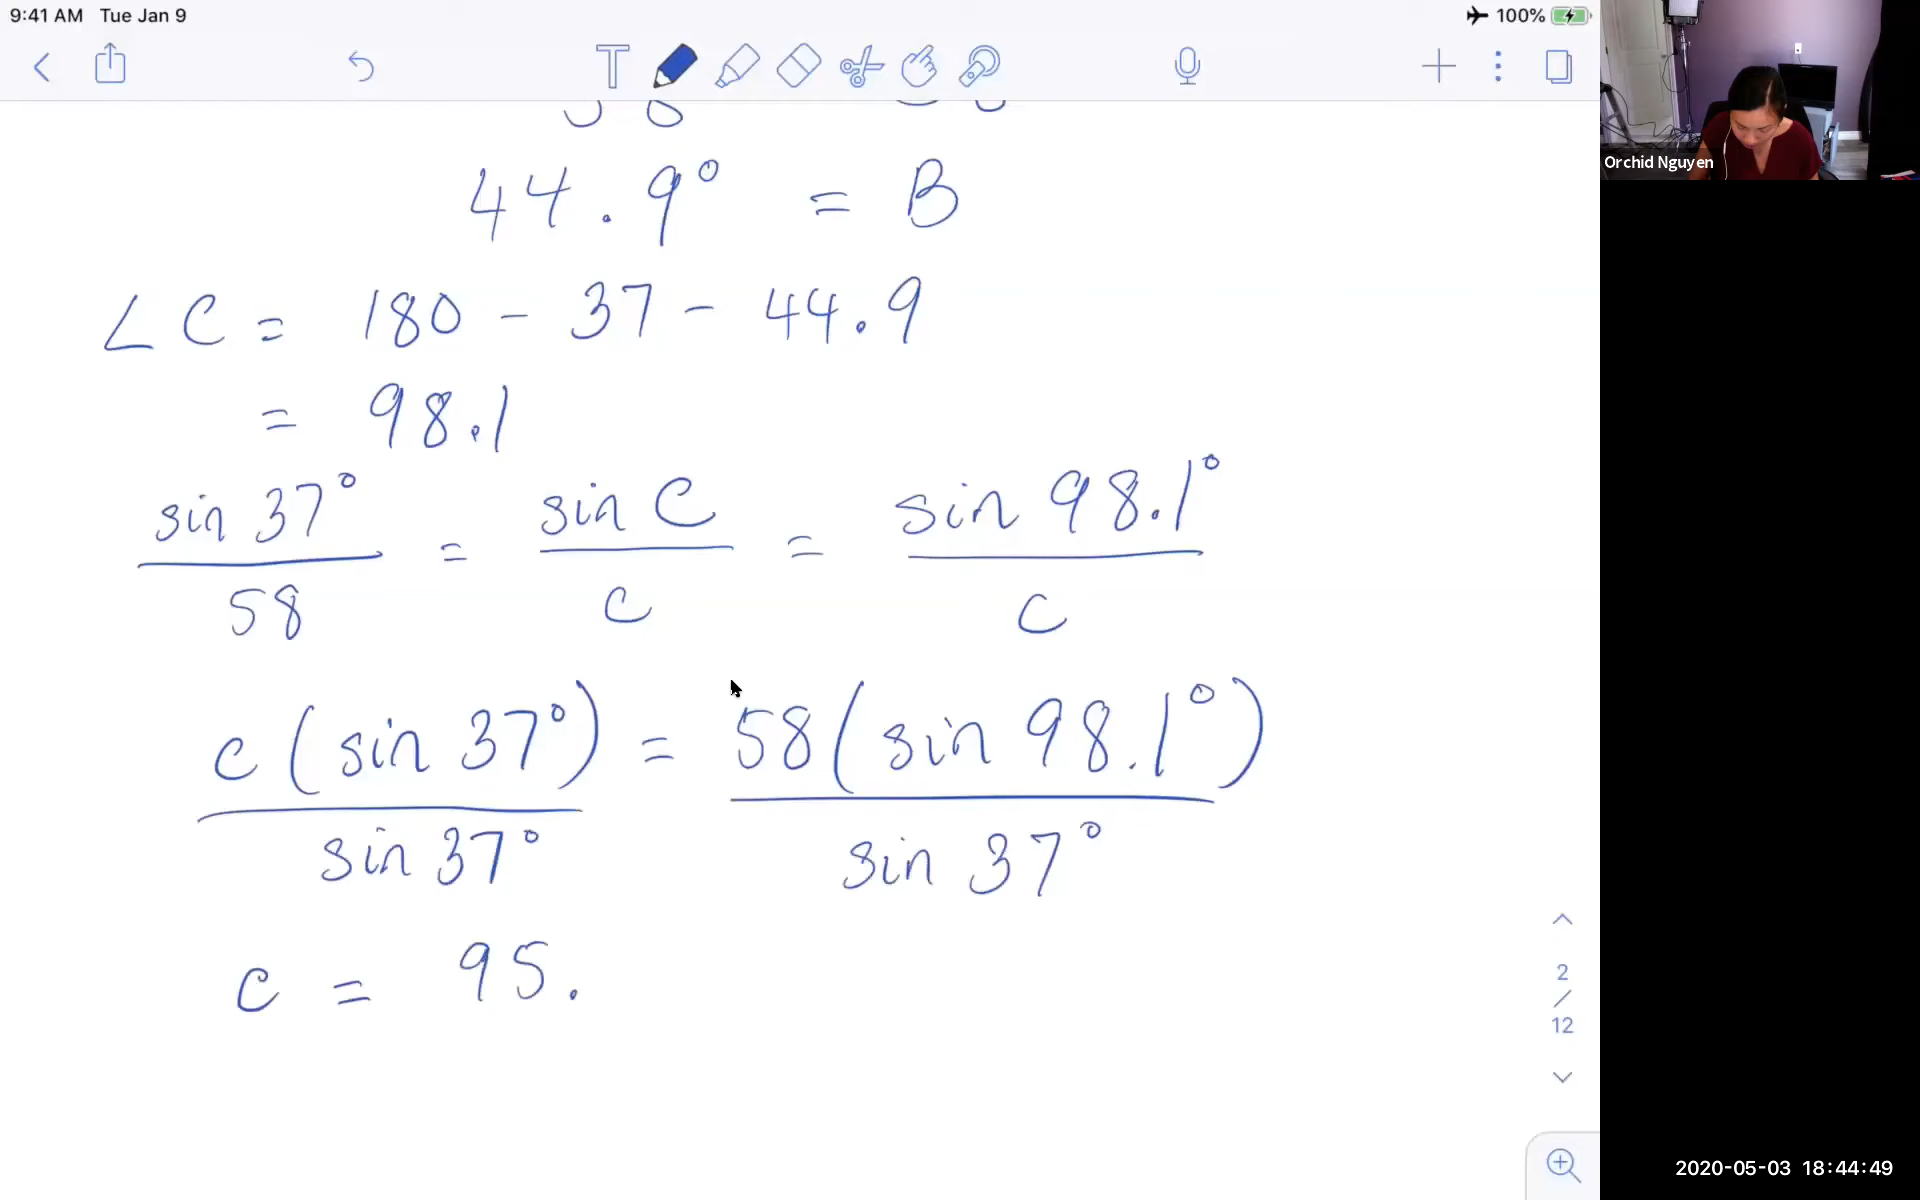 9:41 AM Tue Jan 9
100%
T
Orchid Nguyen
44.9° = B
∠C = 180 - 37 - 44.9
= 98.1
sin 37° / 58 = sin C / c = sin 98.1° / c
c (sin 37°) / sin 37° = 58 (sin 98.1°) / sin 37°
c = 95.
2
/
12
2020-05-03 18:44:49